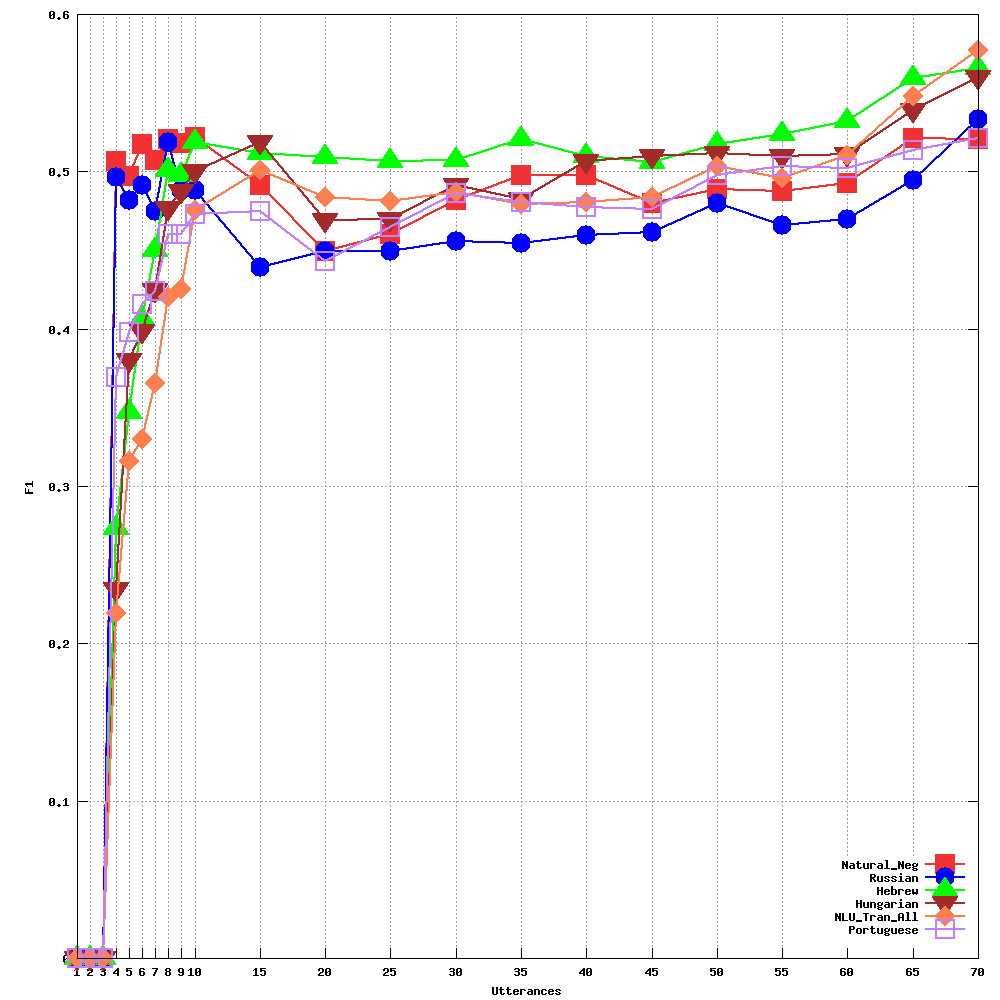 0.6
0.5
0.4
F1
0.3
0.2
0.1
Natural_Neg
Russian
Hebrew
Hungarian
NLU_Tran_All
Portuguese
0
1 2 3 4 5 6 7 8 9 10 15 20 25 30 35 40 45 50 55 60 65 70
Utterances